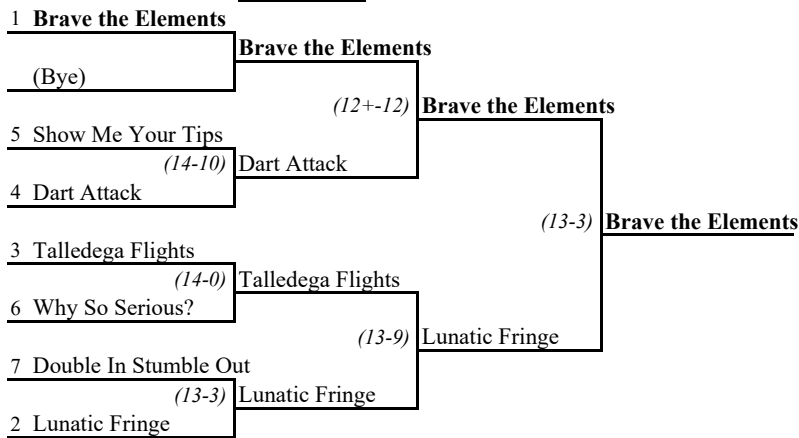 1 Brave the Elements
Brave the Elements
(Bye)
(12+-12) Brave the Elements
5 Show Me Your Tips
(14-10) Dart Attack
4 Dart Attack
(13-3) Brave the Elements
3 Talledega Flights
(14-0) Talledega Flights
6 Why So Serious?
(13-9) Lunatic Fringe
7 Double In Stumble Out
(13-3) Lunatic Fringe
2 Lunatic Fringe